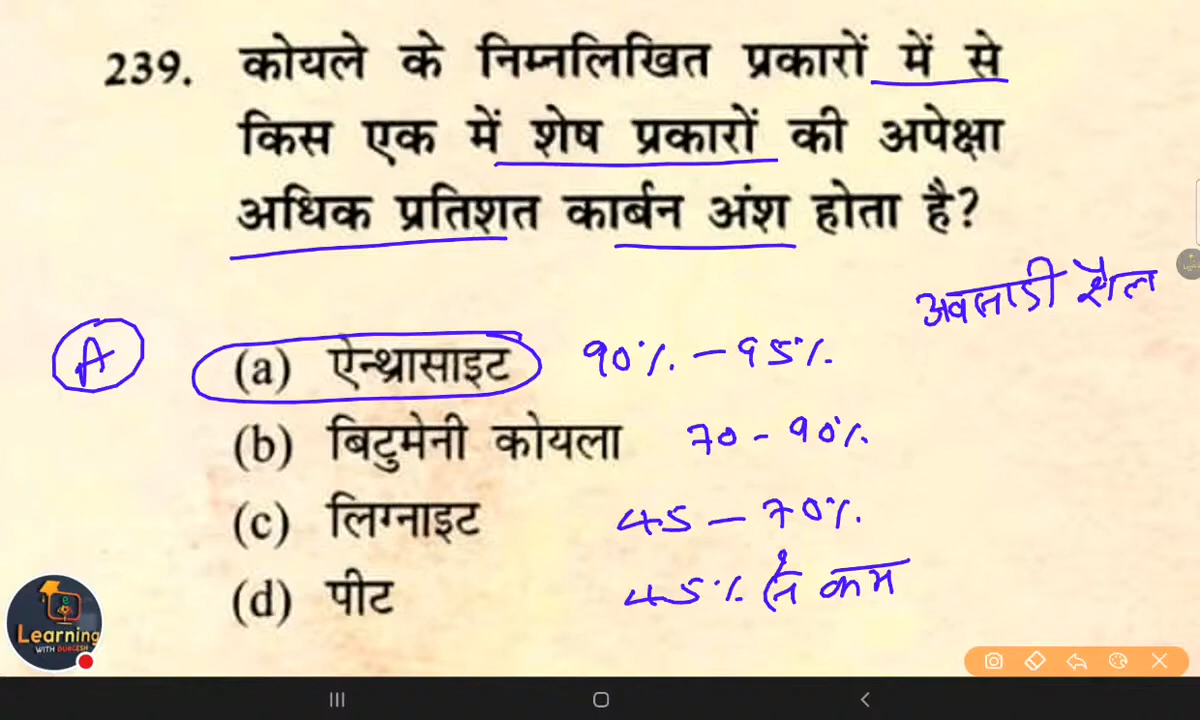 239. कोयले के निम्नलिखित प्रकारों में से
किस एक में शेष प्रकारों की अपेक्षा
अधिक प्रतिशत कार्बन अंश होता है?
अवसादी शैल
A (a) ऐन्थ्रासाइट 90% - 95%
(b) बिटुमेनी कोयला 70 - 90%
(c) लिग्नाइट 45 - 70%
(d) पीट 45% से कम
Learning
WITH DURGESH